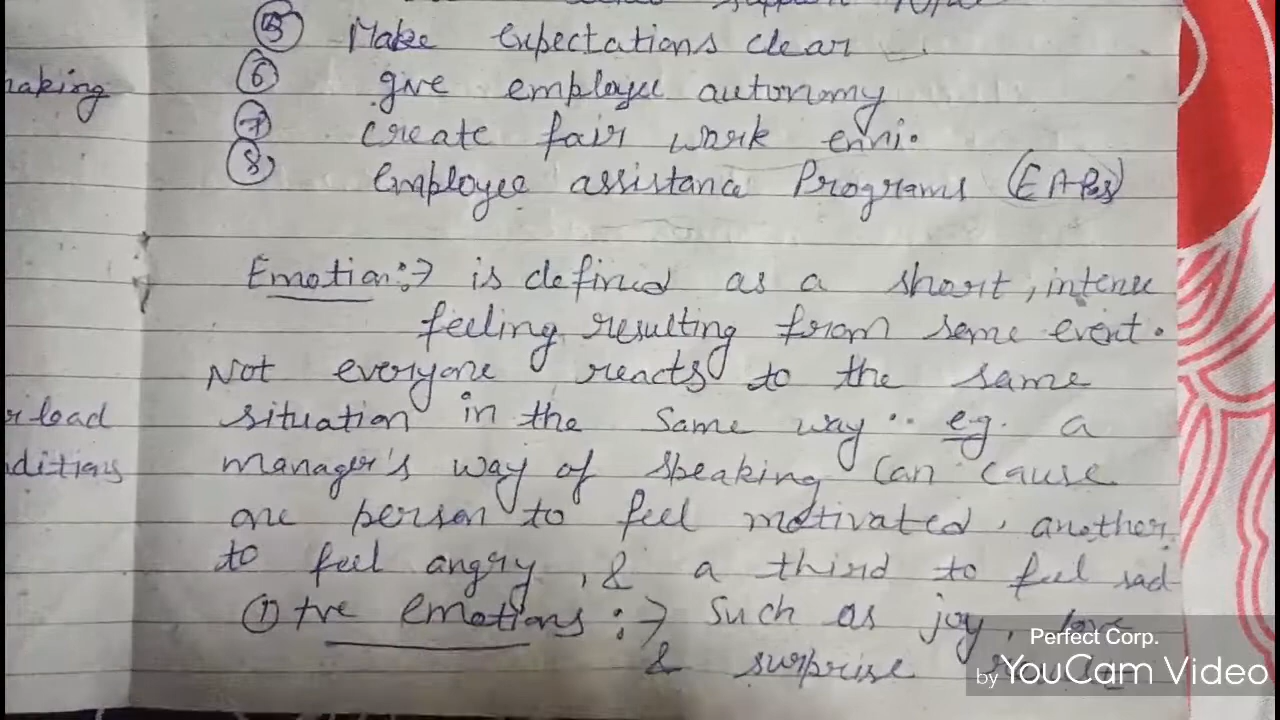 support
⑤ Make expectations clear
⑥ give employee autonomy
⑦ Create fair work envi.
⑧ Employee assistance Programs (EAPs)
Emotion :→ is defined as a short, intense
feeling resulting from some event.
Not everyone reacts to the same
situation in the same way .. eg. a
manager's way of speaking can cause
one person to feel motivated, another
to feel angry, & a third to feel sad
① +ve emotions :→ Such as joy, love
& surprise
making
load
ditions
Perfect Corp.
by YouCam Video